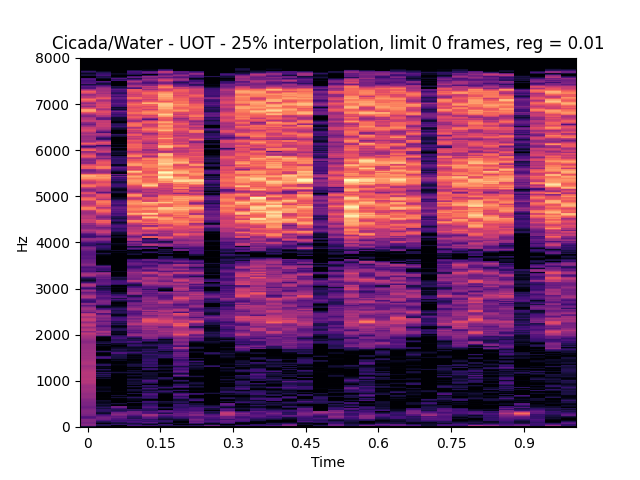 Cicada/Water - UOT - 25% interpolation, limit 0 frames, reg = 0.01
8000
7000
6000
5000
4000
3000
2000
1000
0
Hz
0 0.15 0.3 0.45 0.6 0.75 0.9
Time